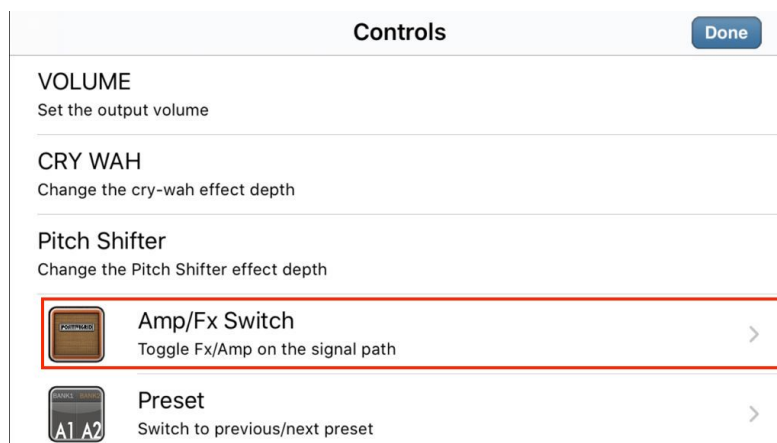 Controls
Done
VOLUME
Set the output volume
CRY WAH
Change the cry-wah effect depth
Pitch Shifter
Change the Pitch Shifter effect depth
Amp/Fx Switch
Toggle Fx/Amp on the signal path
BANK1 BANK2
A1 A2
Preset
Switch to previous/next preset